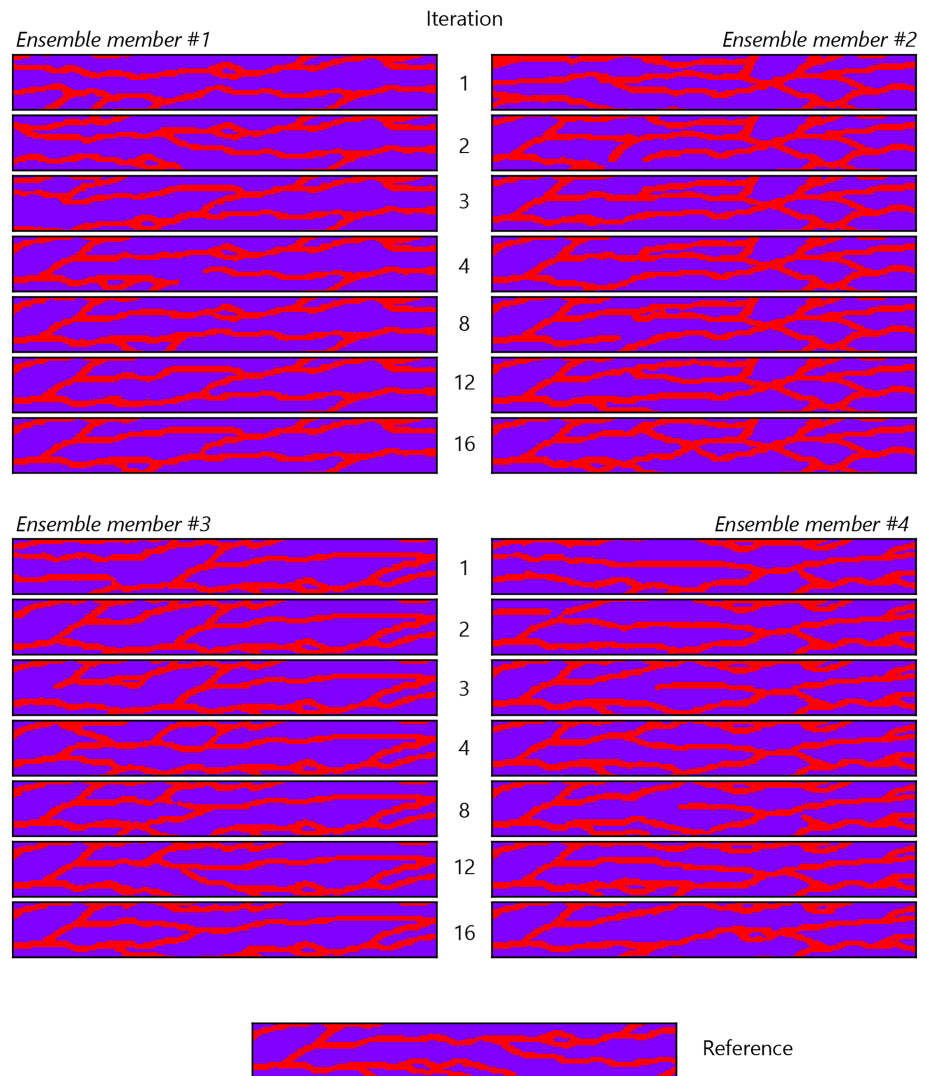 Iteration
Ensemble member #1
Ensemble member #2
1
2
3
4
8
12
16
Ensemble member #3
Ensemble member #4
1
2
3
4
8
12
16
Reference